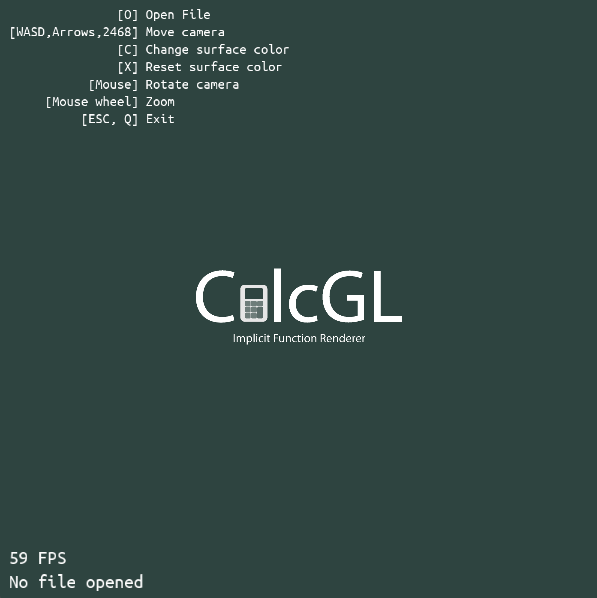 [O] Open File
[WASD,Arrows,2468] Move camera
[C] Change surface color
[X] Reset surface color
[Mouse] Rotate camera
[Mouse wheel] Zoom
[ESC, Q] Exit
CalcGL
Implicit Function Renderer
59 FPS
No file opened